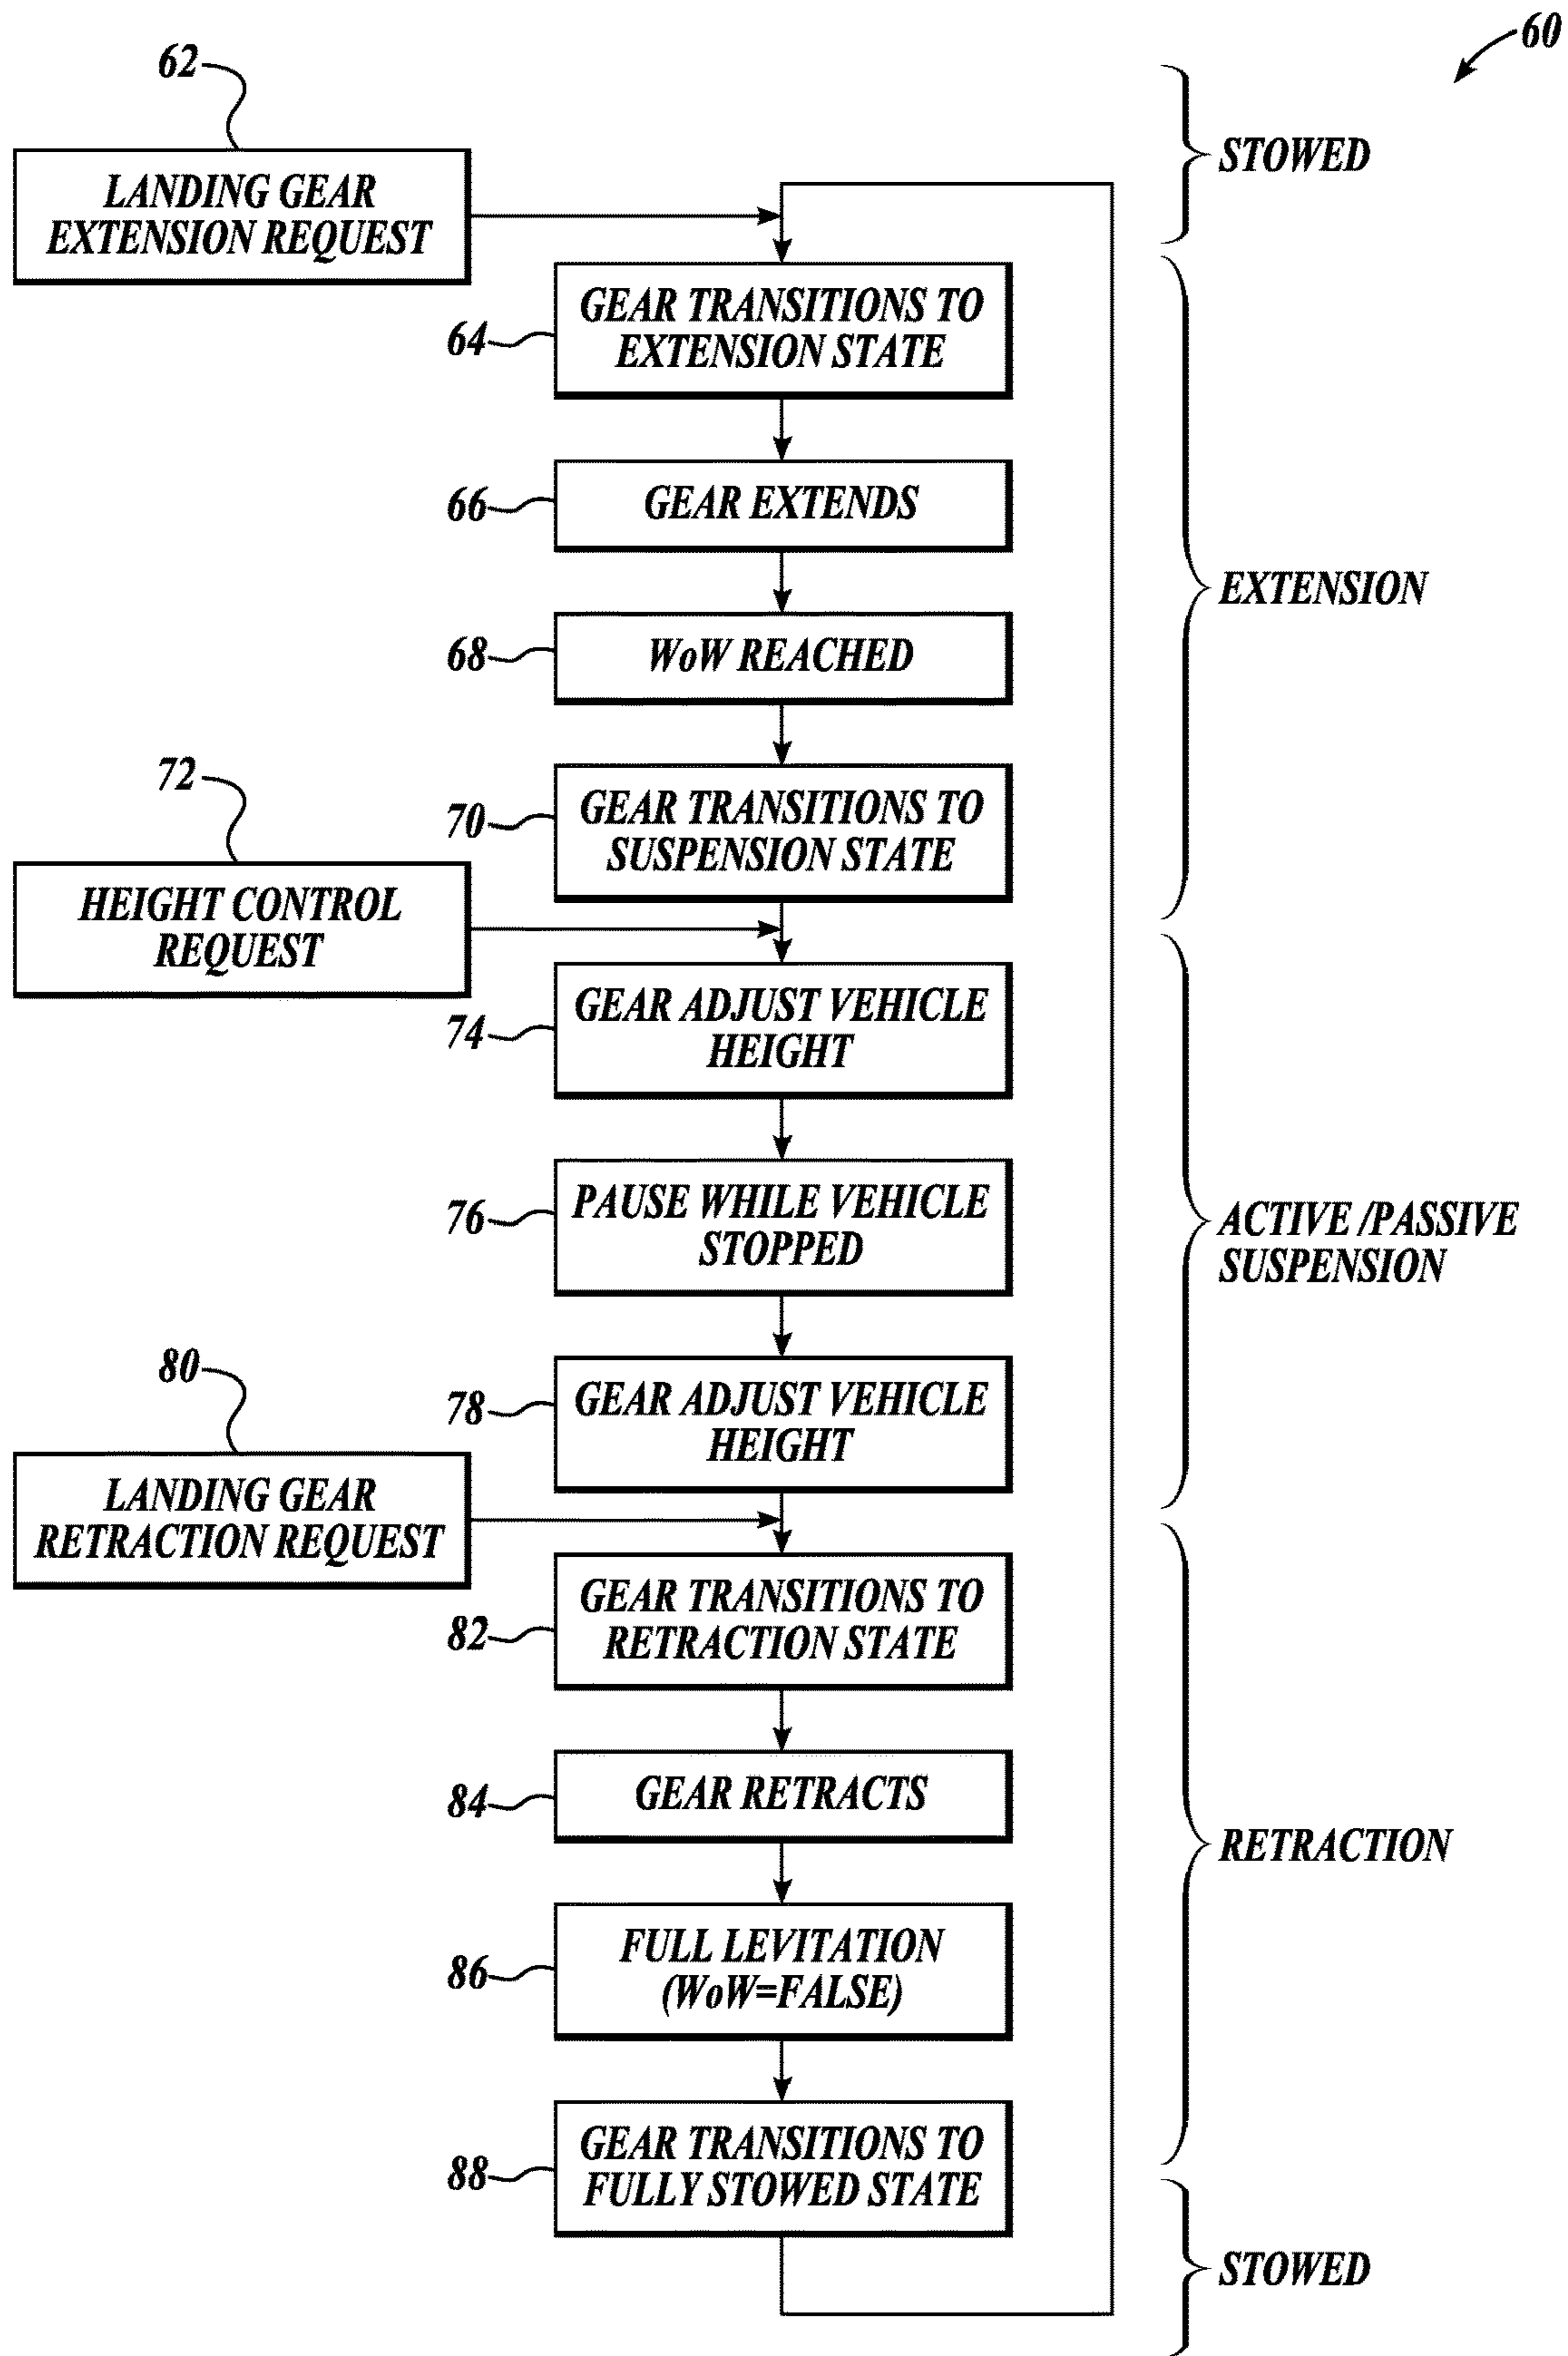 60
62
STOWED
LANDING GEAR
EXTENSION REQUEST
64
GEAR TRANSITIONS TO
EXTENSION STATE
66
GEAR EXTENDS
EXTENSION
68
WoW REACHED
70
GEAR TRANSITIONS TO
SUSPENSION STATE
72
HEIGHT CONTROL
REQUEST
74
GEAR ADJUST VEHICLE
HEIGHT
76
PAUSE WHILE VEHICLE
STOPPED
ACTIVE /PASSIVE
SUSPENSION
78
GEAR ADJUST VEHICLE
HEIGHT
80
LANDING GEAR
RETRACTION REQUEST
82
GEAR TRANSITIONS TO
RETRACTION STATE
84
GEAR RETRACTS
RETRACTION
86
FULL LEVITATION
(WoW=FALSE)
88
GEAR TRANSITIONS TO
FULLY STOWED STATE
STOWED